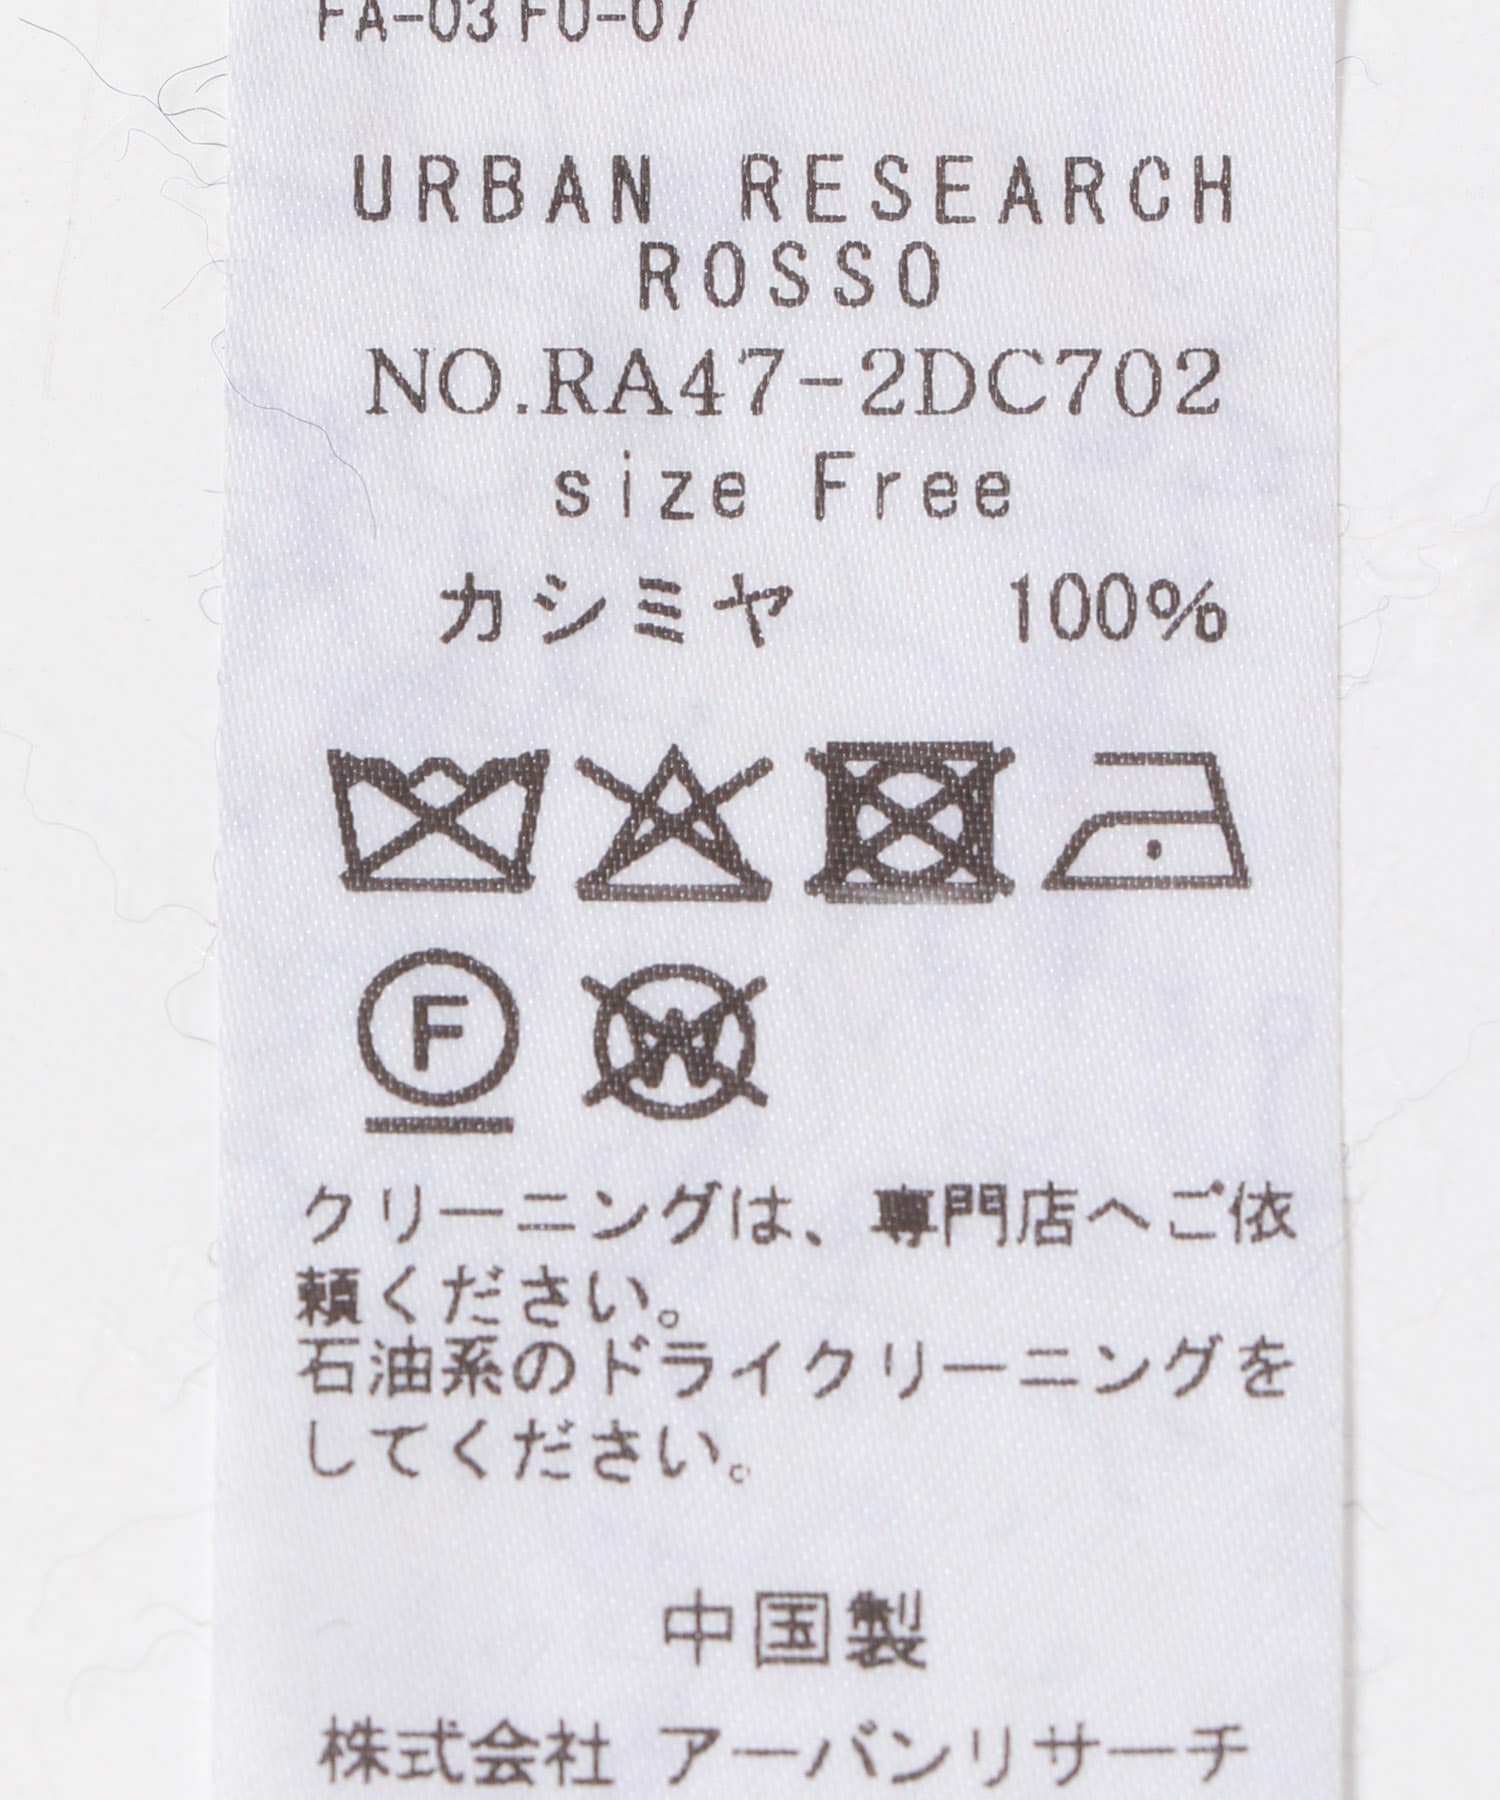 FA-03 FU-07
URBAN RESEARCH
ROSSO
NO.RA47-2DC702
size Free
カシミヤ 100%
F
W
クリーニングは、専門店へご依
頼ください。
石油系のドライクリーニングを
してください。
中国製
株式会社 アーバンリサーチ